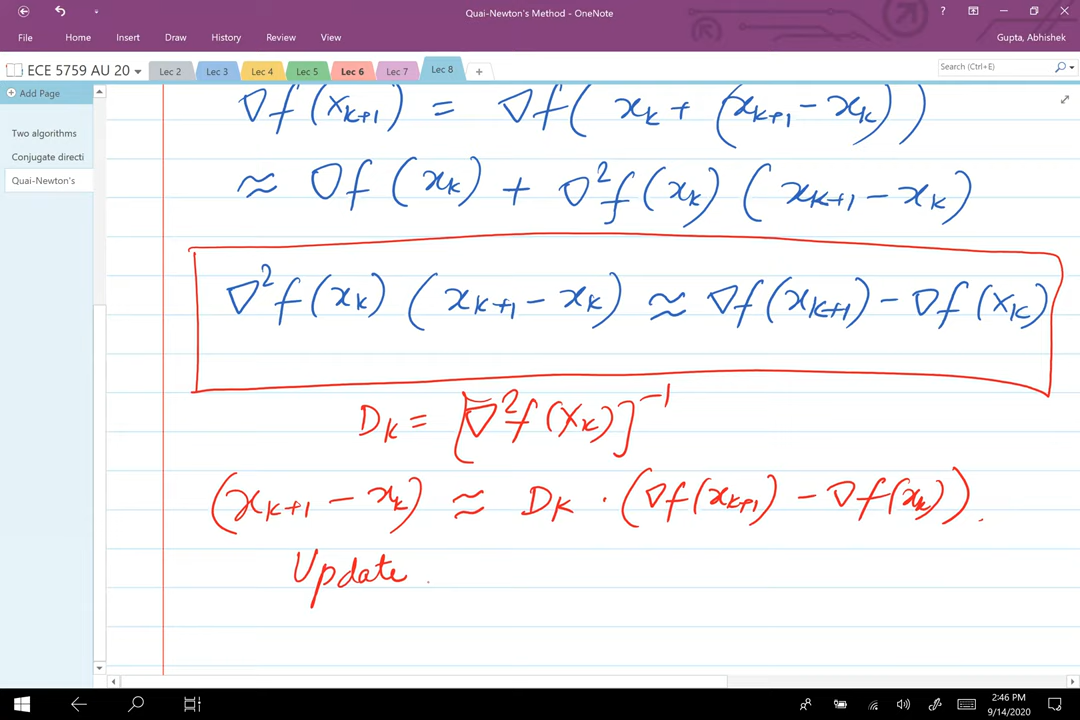 Quai-Newton's Method - OneNote
File Home Insert Draw History Review View
Gupta, Abhishek
ECE 5759 AU 20
Lec 2 Lec 3 Lec 4 Lec 5 Lec 6 Lec 7 Lec 8
Search (Ctrl+E)
Add Page
Two algorithms
Conjugate directi
Quai-Newton's
∇f(x_{k+1}) = ∇f(x_k + (x_{k+1} - x_k))
≈ ∇f(x_k) + ∇²f(x_k)(x_{k+1} - x_k)
∇²f(x_k)(x_{k+1} - x_k) ≈ ∇f(x_{k+1}) - ∇f(x_k)
D_k = [∇²f(x_k)]^{-1}
(x_{k+1} - x_k) ≈ D_k · (∇f(x_{k+1}) - ∇f(x_k)).
Update .
2:46 PM
9/14/2020